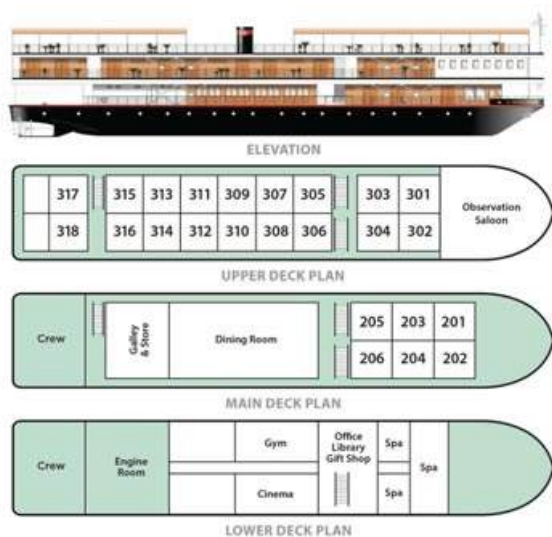 ELEVATION
317 315 313 311 309 307 305 303 301
318 316 314 312 310 308 306 304 302
Observation
Saloon
UPPER DECK PLAN
Crew
Galley
& Store
Dining Room
205 203 201
206 204 202
MAIN DECK PLAN
Crew
Engine
Room
Gym
Cinema
Office
Library
Gift Shop
Spa
Spa
Spa
LOWER DECK PLAN